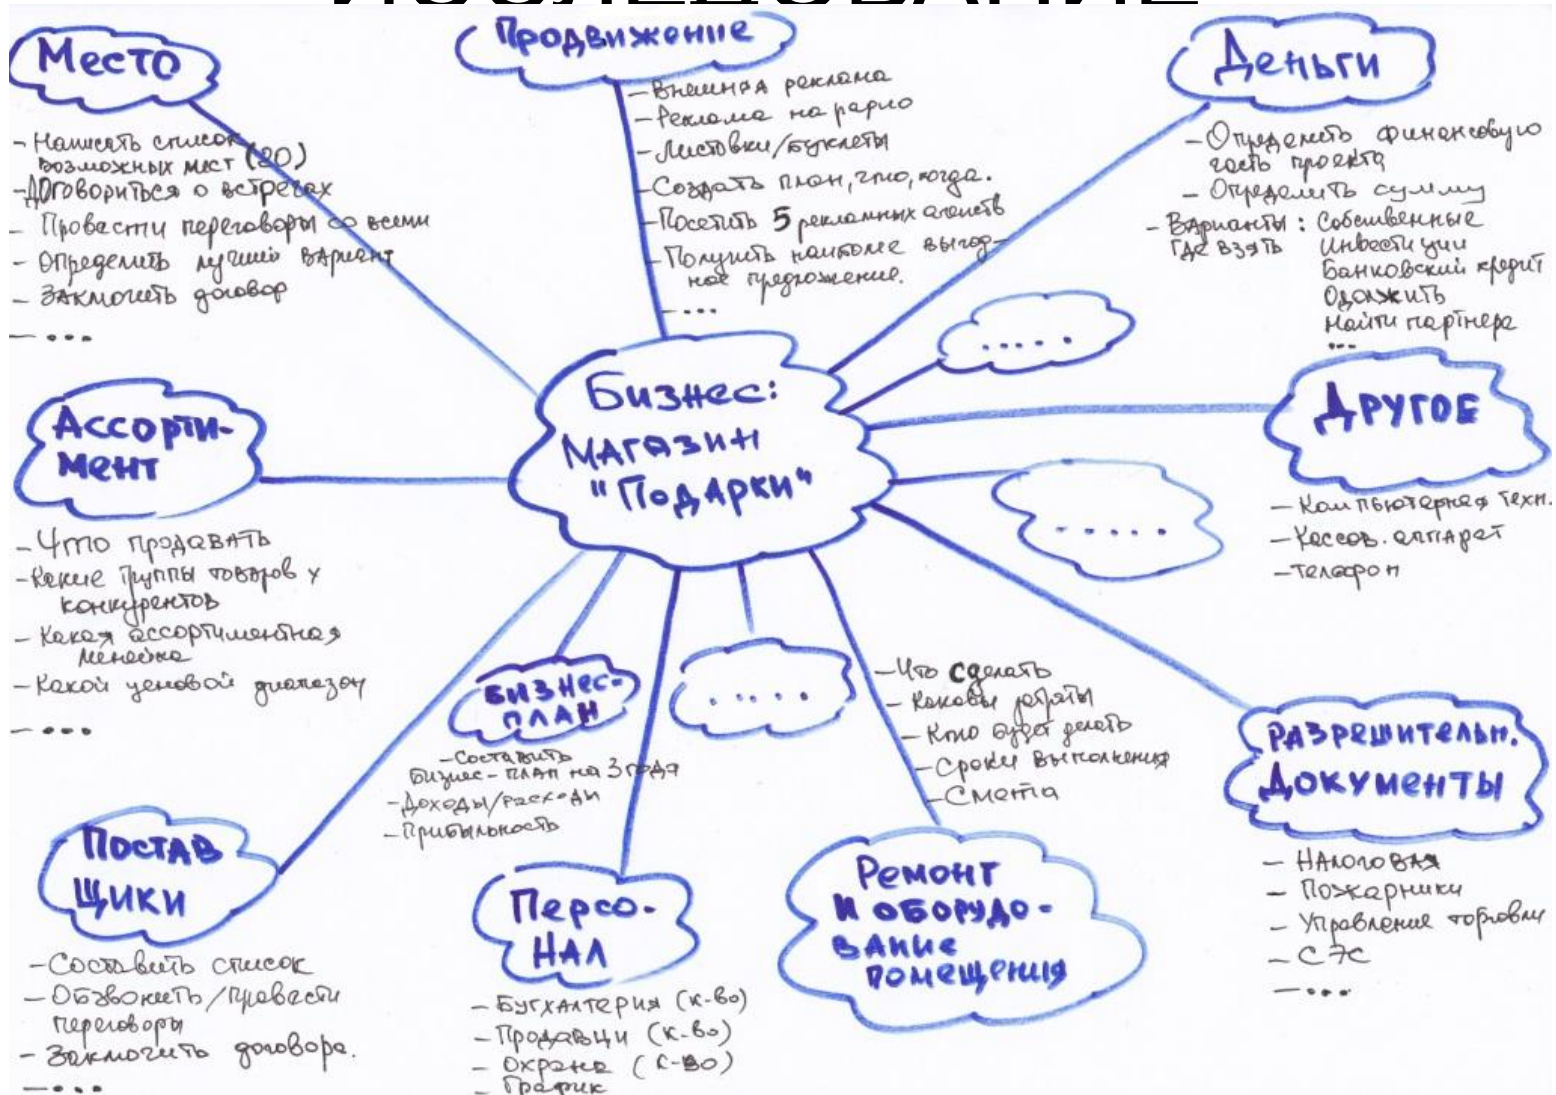 ИССЛЕДОВАНИЕ
Место
- Написать список
возможных мест (20)
- Договориться о встречах
- Провести переговоры со всеми
- Определить лучший вариант
- Заключить договор
- ...
Продвижение
- Внешняя реклама
- Реклама на радио
- Листовки/буклеты
- Создать план, что, когда.
- Посетить 5 рекламных агенств
- Получить наиболее выгод-
ное предложение.
- ...
Деньги
- Определить финансовую
часть проекта
- Определить сумму
- Варианты: Собственные
где взять Инвестиции
Банковский кредит
Одолжить
Найти партнера
...
.....
Бизнес:
магазин
"Подарки"
Ассорти-
мент
- Что продавать
- Какие группы товаров у
конкурентов
- Какая ассортиментная
линейка
- Какой ценовой диапазон
- ...
Другое
- Компьютерная техн.
- Кассов. аппарат
- Телефон
.....
Бизнес-
план
- Составить
бизнес-план на 3 года
- Доходы/расходы
- Прибыльность
.....
- Что сделать
- Каковы затраты
- Кто будет делать
- Сроки выполнения
- Смета
Ремонт
и оборудо-
вание
помещения
Разрешительн.
документы
- Налоговая
- Пожарники
- Управление торговли
- СЭС
- ...
Постав
щики
- Составить список
- Обзвонить/провести
переговоры
- Заключить договора.
- ...
Персо-
нал
- Бухгалтерия (к-во)
- Продавци (к-во)
- Охрана (к-во)
- График